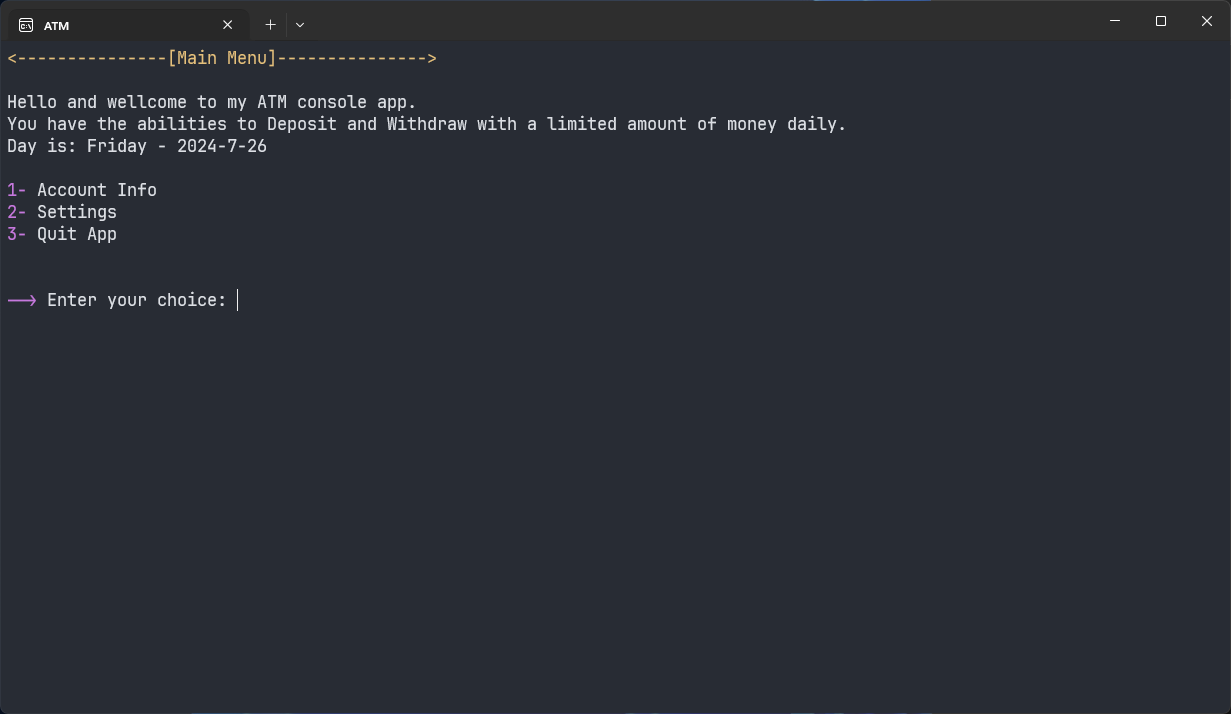 ATM
<---------------[Main Menu]--------------->
Hello and wellcome to my ATM console app.
You have the abilities to Deposit and Withdraw with a limited amount of money daily.
Day is: Friday - 2024-7-26
1- Account Info
2- Settings
3- Quit App
--> Enter your choice: